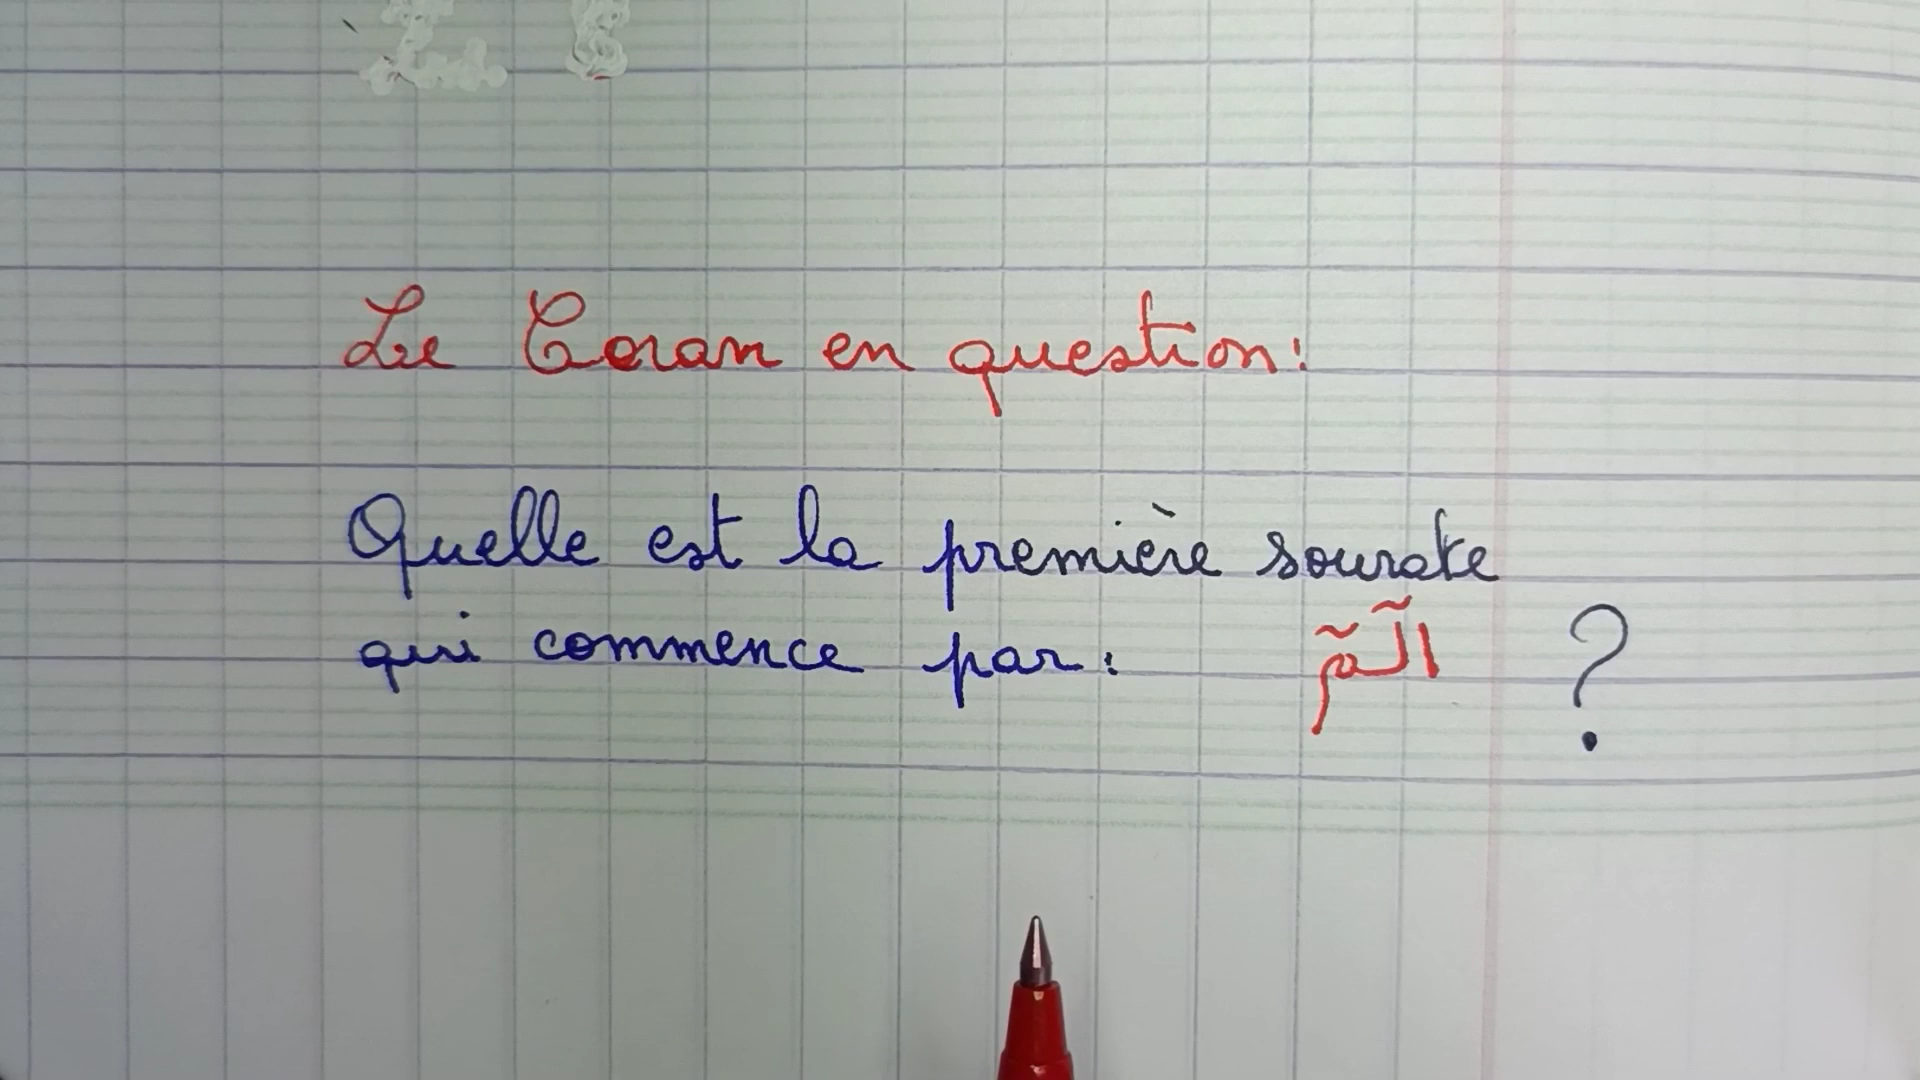 Le Coran en question:
Quelle est la première sourate
qui commence par: الٓمٓ ?